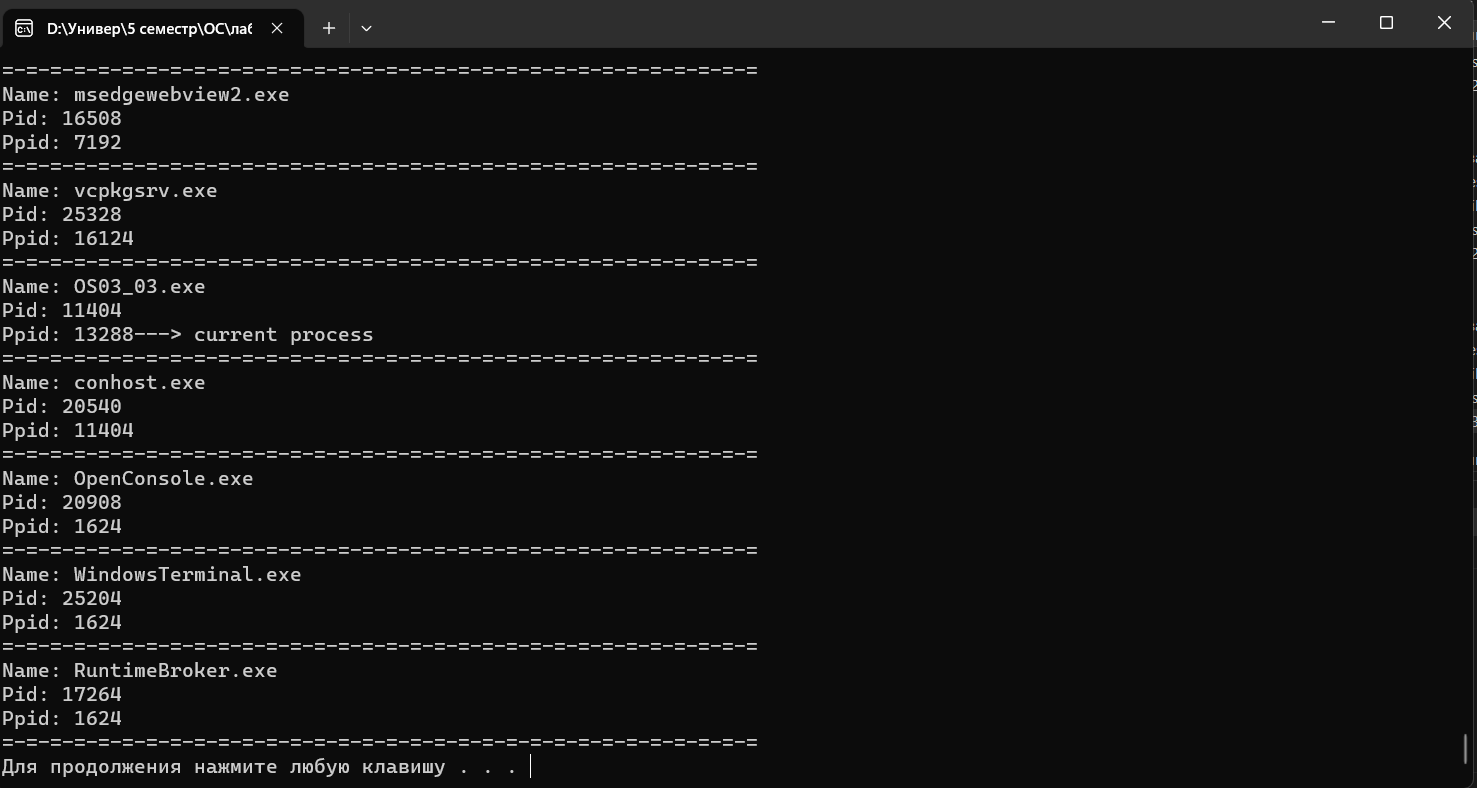 D:\Универ\5 семестр\ОС\лаб
=-=-=-=-=-=-=-=-=-=-=-=-=-=-=-=-=-=-=-=-=-=-=-=-=-=-=-=-=-=-=-=
Name: msedgewebview2.exe
Pid: 16508
Ppid: 7192
=-=-=-=-=-=-=-=-=-=-=-=-=-=-=-=-=-=-=-=-=-=-=-=-=-=-=-=-=-=-=-=
Name: vcpkgsrv.exe
Pid: 25328
Ppid: 16124
=-=-=-=-=-=-=-=-=-=-=-=-=-=-=-=-=-=-=-=-=-=-=-=-=-=-=-=-=-=-=-=
Name: OS03_03.exe
Pid: 11404
Ppid: 13288---> current process
=-=-=-=-=-=-=-=-=-=-=-=-=-=-=-=-=-=-=-=-=-=-=-=-=-=-=-=-=-=-=-=
Name: conhost.exe
Pid: 20540
Ppid: 11404
=-=-=-=-=-=-=-=-=-=-=-=-=-=-=-=-=-=-=-=-=-=-=-=-=-=-=-=-=-=-=-=
Name: OpenConsole.exe
Pid: 20908
Ppid: 1624
=-=-=-=-=-=-=-=-=-=-=-=-=-=-=-=-=-=-=-=-=-=-=-=-=-=-=-=-=-=-=-=
Name: WindowsTerminal.exe
Pid: 25204
Ppid: 1624
=-=-=-=-=-=-=-=-=-=-=-=-=-=-=-=-=-=-=-=-=-=-=-=-=-=-=-=-=-=-=-=
Name: RuntimeBroker.exe
Pid: 17264
Ppid: 1624
=-=-=-=-=-=-=-=-=-=-=-=-=-=-=-=-=-=-=-=-=-=-=-=-=-=-=-=-=-=-=-=
Для продолжения нажмите любую клавишу . . .